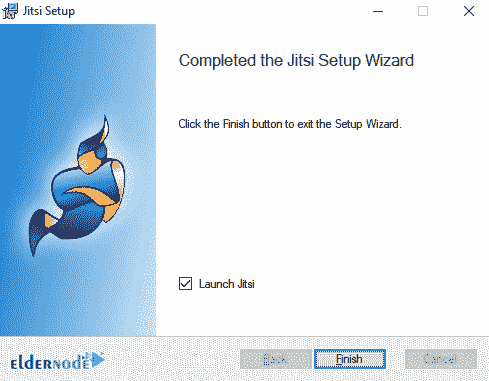 Jitsi Setup
Completed the Jitsi Setup Wizard
Click the Finish button to exit the Setup Wizard.
Launch Jitsi
elderNode
Back
Finish
Cancel